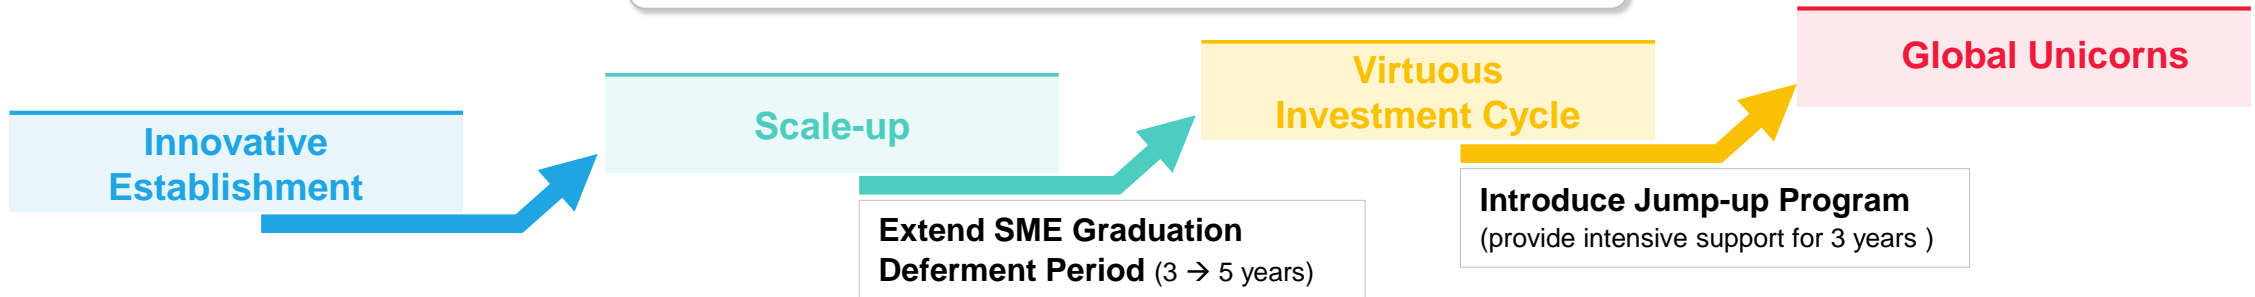 Innovative
Establishment
Scale-up
Extend SME Graduation
Deferment Period (3 → 5 years)
Virtuous
Investment Cycle
Introduce Jump-up Program
(provide intensive support for 3 years )
Global Unicorns